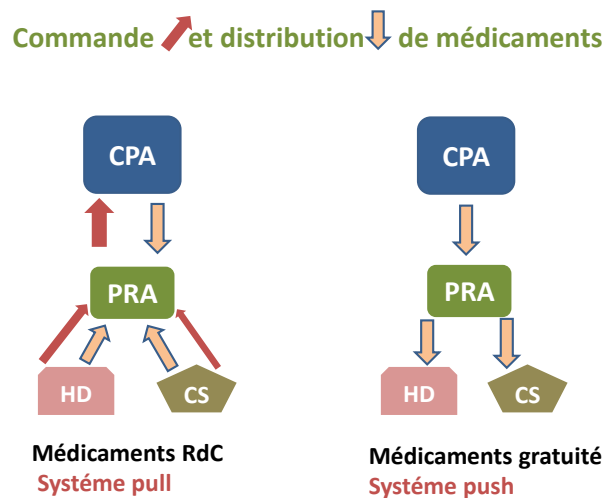 Commande et distribution de médicaments
CPA
CPA
PRA
PRA
HD
CS
HD
CS
Médicaments RdC
Systéme pull
Médicaments gratuité
Systéme push